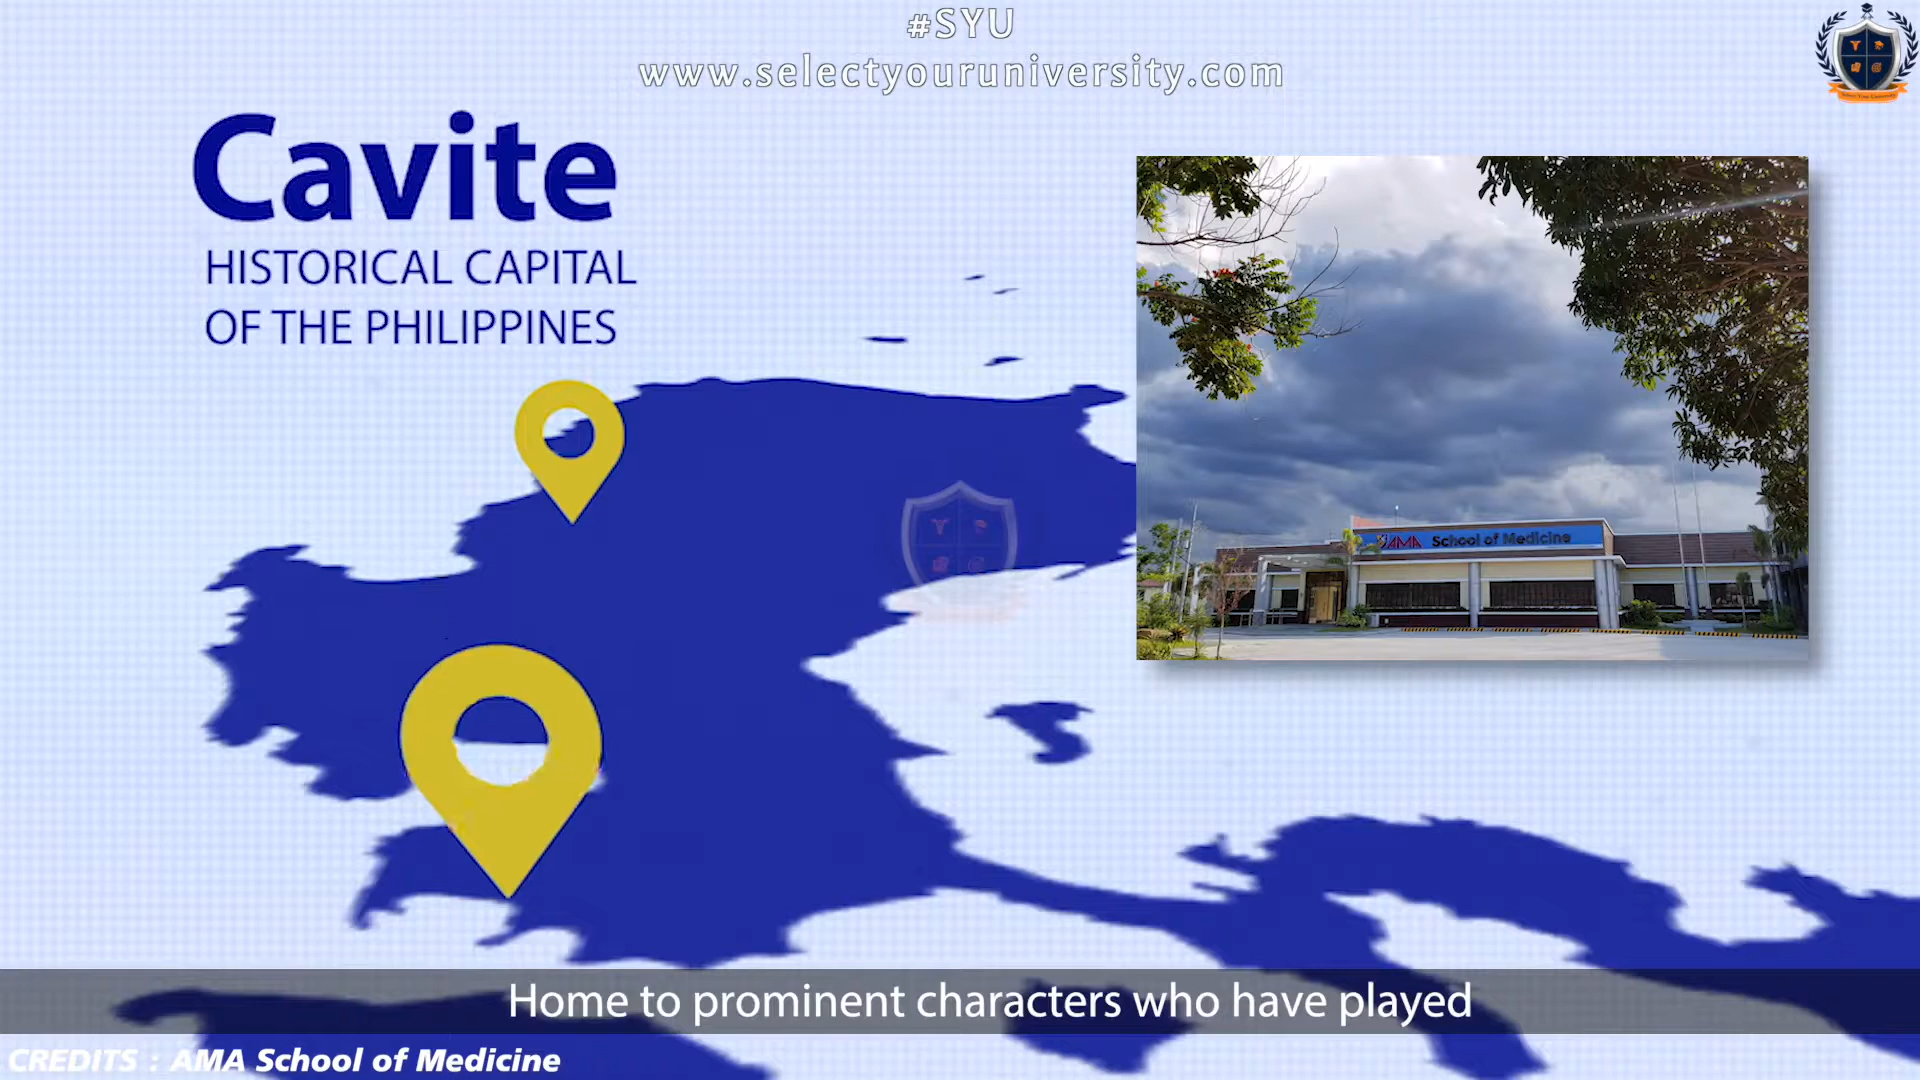 #SYU
www.selectyouruniversity.com
Cavite
HISTORICAL CAPITAL
OF THE PHILIPPINES
AMA School of Medicine
Home to prominent characters who have played
CREDITS : AMA School of Medicine